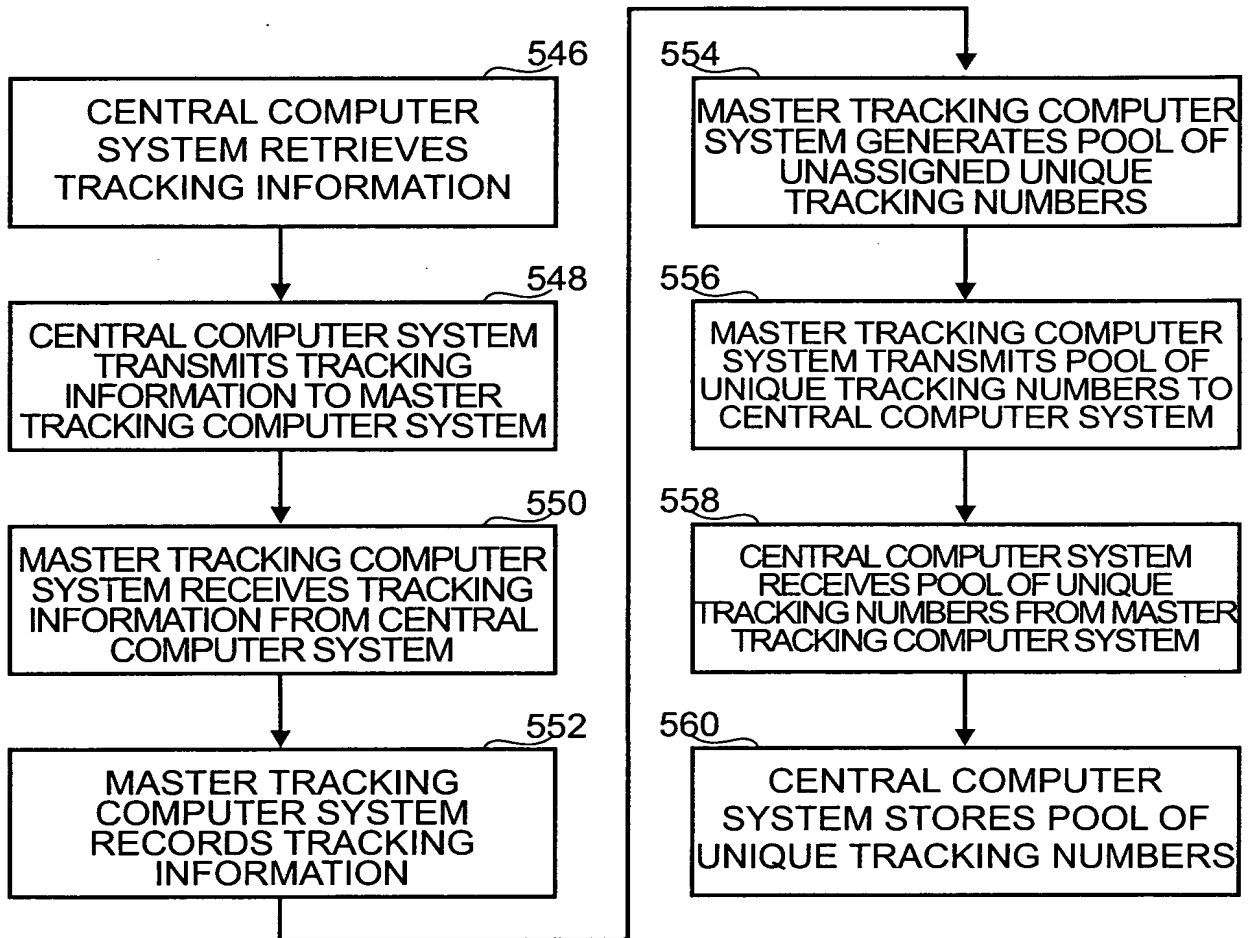 546
CENTRAL COMPUTER
SYSTEM RETRIEVES
TRACKING INFORMATION
548
CENTRAL COMPUTER SYSTEM
TRANSMITS TRACKING
INFORMATION TO MASTER
TRACKING COMPUTER SYSTEM
550
MASTER TRACKING COMPUTER
SYSTEM RECEIVES TRACKING
INFORMATION FROM CENTRAL
COMPUTER SYSTEM
552
MASTER TRACKING
COMPUTER SYSTEM
RECORDS TRACKING
INFORMATION
554
MASTER TRACKING COMPUTER
SYSTEM GENERATES POOL OF
UNASSIGNED UNIQUE
TRACKING NUMBERS
556
MASTER TRACKING COMPUTER
SYSTEM TRANSMITS POOL OF
UNIQUE TRACKING NUMBERS TO
CENTRAL COMPUTER SYSTEM
558
CENTRAL COMPUTER SYSTEM
RECEIVES POOL OF UNIQUE
TRACKING NUMBERS FROM MASTER
TRACKING COMPUTER SYSTEM
560
CENTRAL COMPUTER
SYSTEM STORES POOL OF
UNIQUE TRACKING NUMBERS